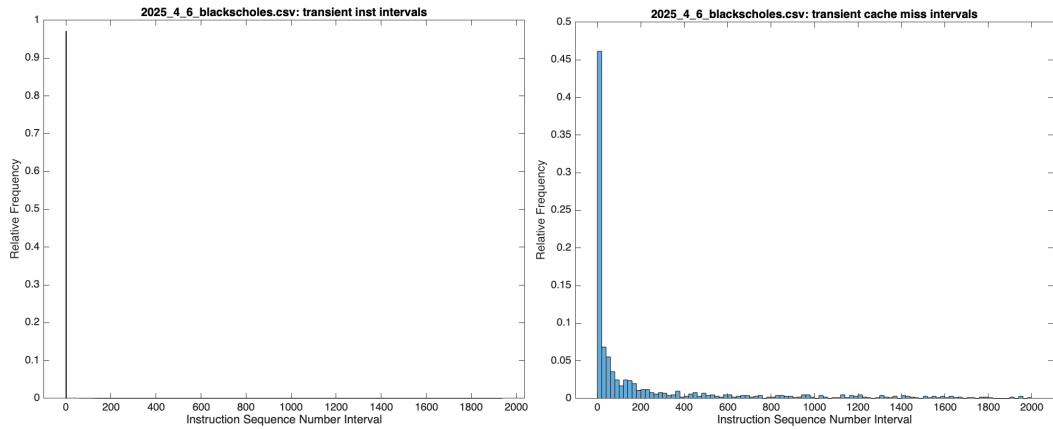 2025_4_6_blackscholes.csv: transient inst intervals
1
0.9
0.8
0.7
0.6
0.5
0.4
0.3
0.2
0.1
0
Relative Frequency
0 200 400 600 800 1000 1200 1400 1600 1800 2000
Instruction Sequence Number Interval
2025_4_6_blackscholes.csv: transient cache miss intervals
0.5
0.45
0.4
0.35
0.3
0.25
0.2
0.15
0.1
0.05
0
Relative Frequency
0 200 400 600 800 1000 1200 1400 1600 1800 2000
Instruction Sequence Number Interval